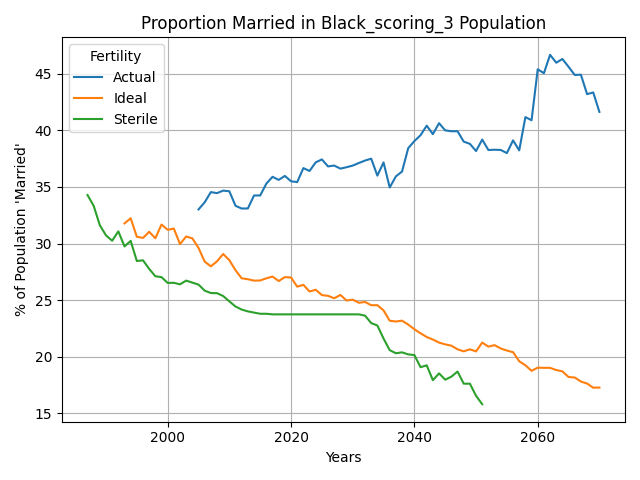 Proportion Married in Black_scoring_3 Population
% of Population 'Married'
45
40
35
30
25
20
15
Fertility
Actual
Ideal
Sterile
2000
2020
2040
2060
Years